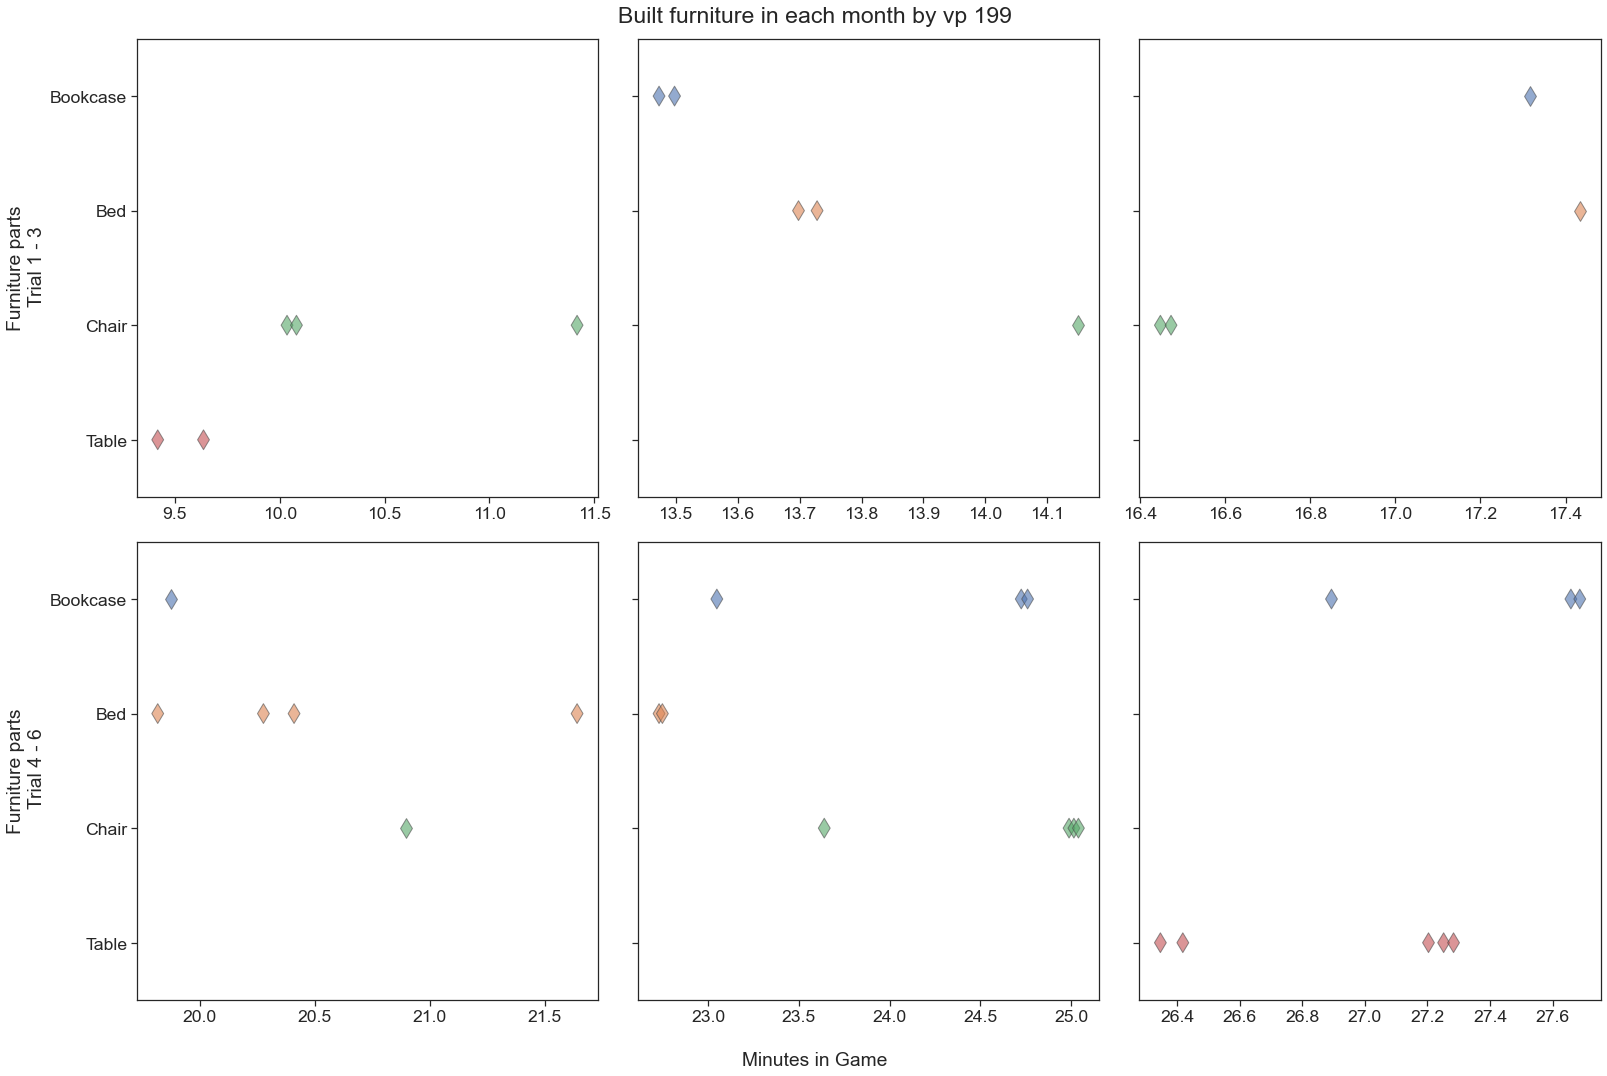 Built furniture in each month by vp 199
Furniture parts
Trial 1 - 3
Bookcase
Bed
Chair
Table
9.5 10.0 10.5 11.0 11.5
13.5 13.6 13.7 13.8 13.9 14.0 14.1
16.4 16.6 16.8 17.0 17.2 17.4
Furniture parts
Trial 4 - 6
Bookcase
Bed
Chair
Table
20.0 20.5 21.0 21.5
23.0 23.5 24.0 24.5 25.0
26.4 26.6 26.8 27.0 27.2 27.4 27.6
Minutes in Game